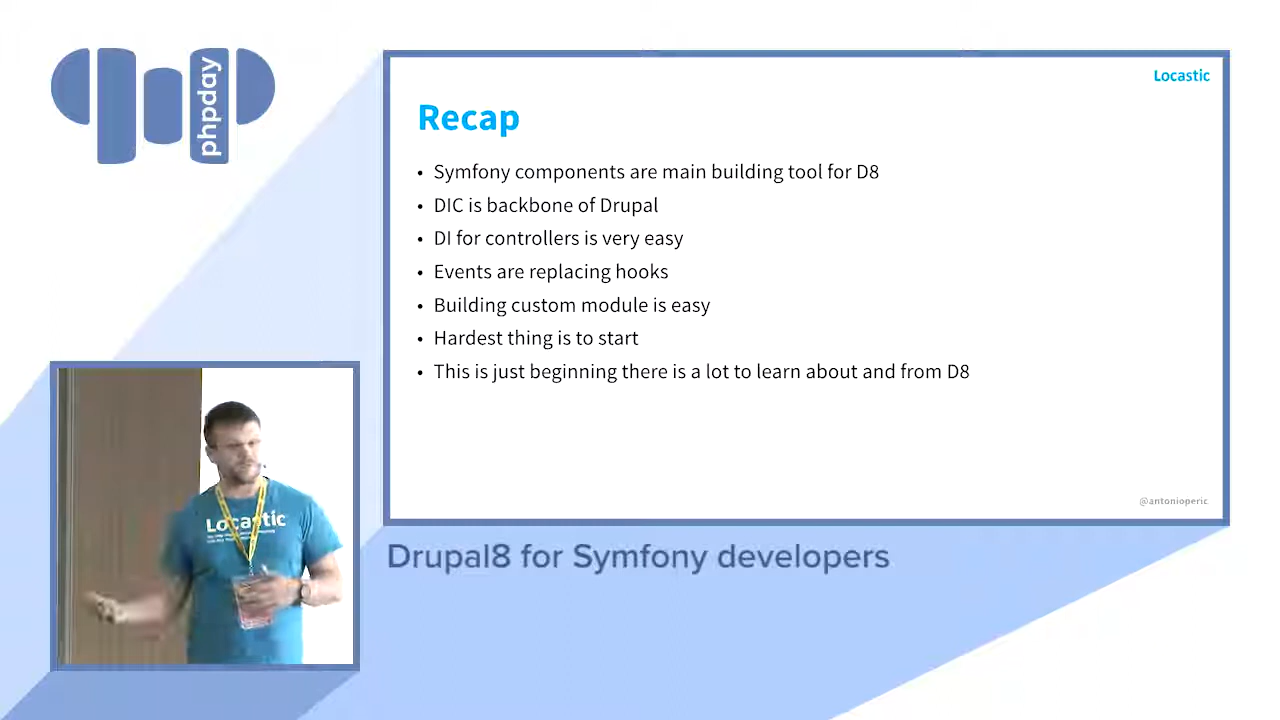 phpday
Locastic
Recap
• Symfony components are main building tool for D8
• DIC is backbone of Drupal
• DI for controllers is very easy
• Events are replacing hooks
• Building custom module is easy
• Hardest thing is to start
• This is just beginning there is a lot to learn about and from D8
@antonioperic
Drupal8 for Symfony developers
Locastic